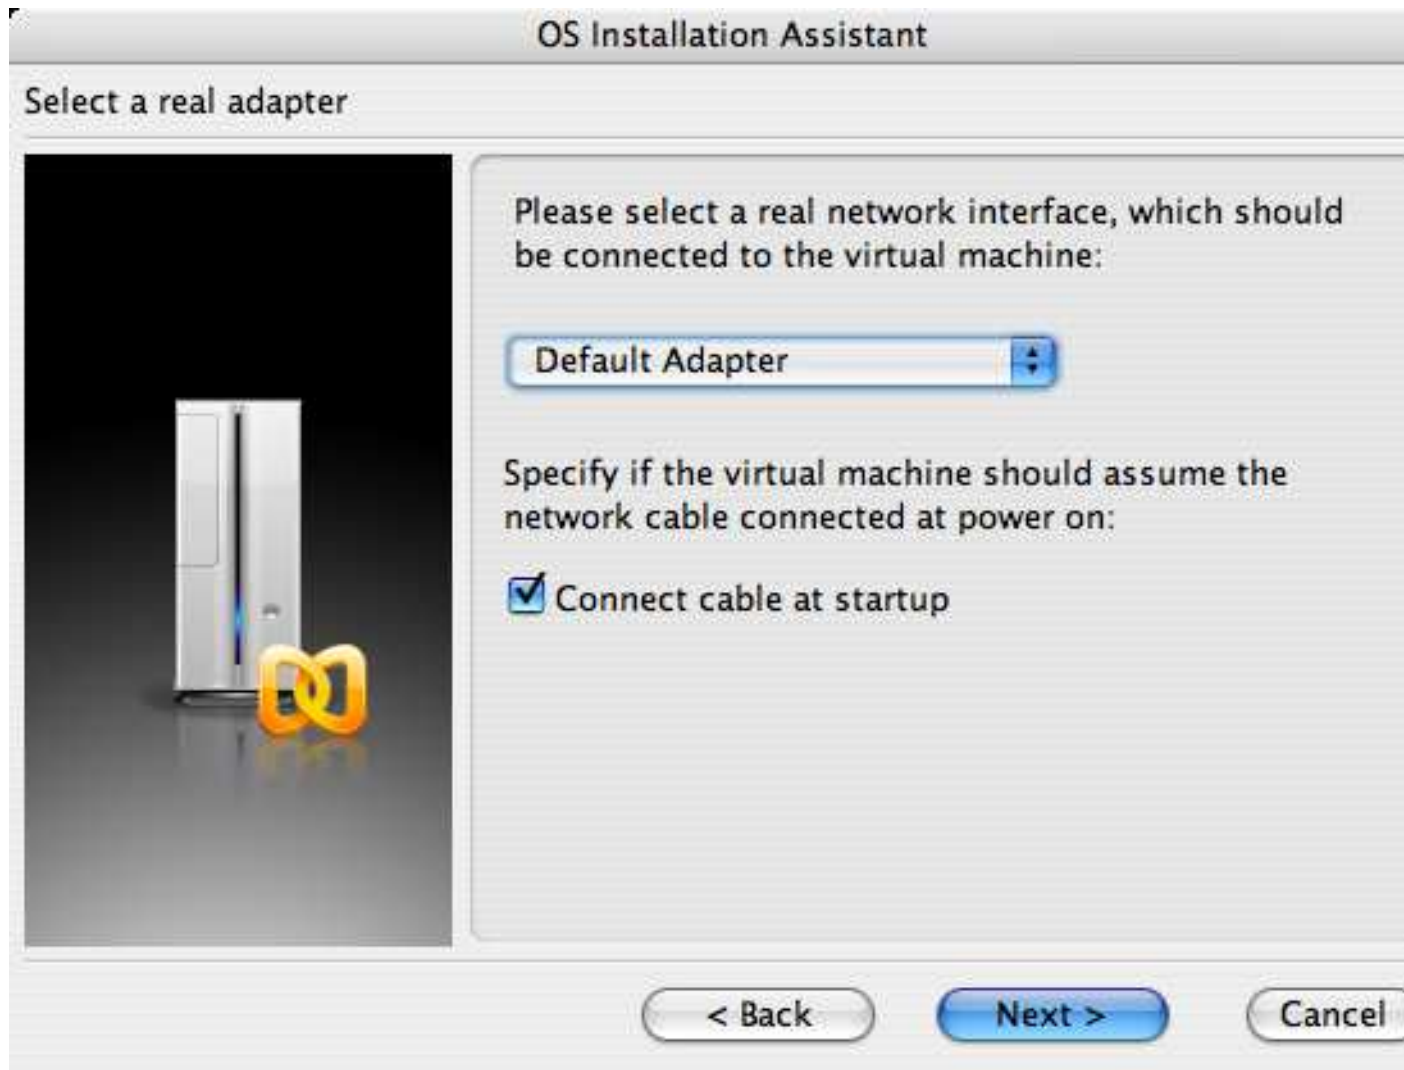 OS Installation Assistant
Select a real adapter
Please select a real network interface, which should
be connected to the virtual machine:
Default Adapter
Specify if the virtual machine should assume the
network cable connected at power on:
Connect cable at startup
< Back
Next >
Cancel